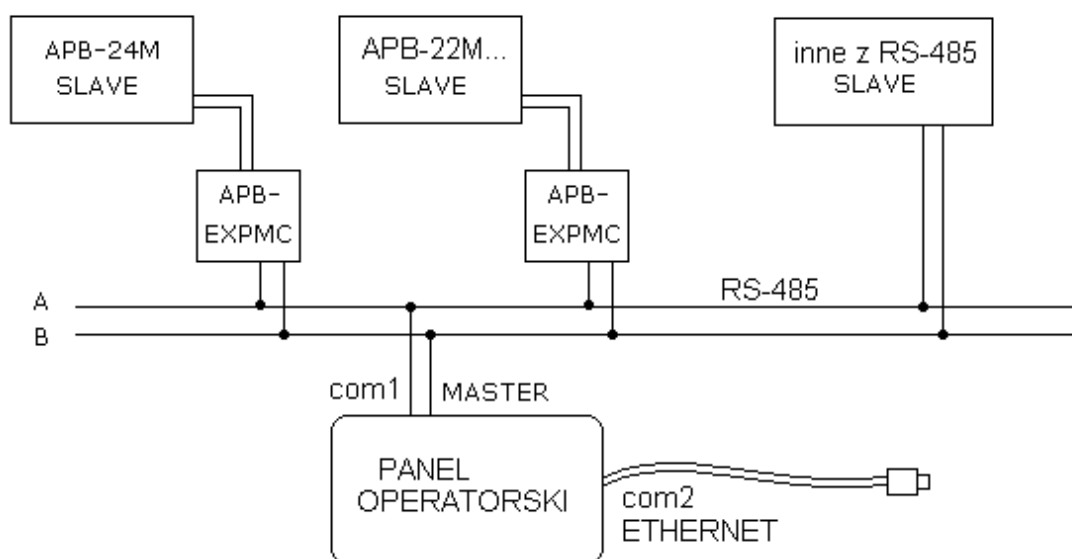 APB-24M
SLAVE
APB-22M...
SLAVE
inne z RS-485
SLAVE
APB-
EXPMC
APB-
EXPMC
A
RS-485
B
com1
MASTER
PANEL
OPERATORSKI
com2
ETHERNET